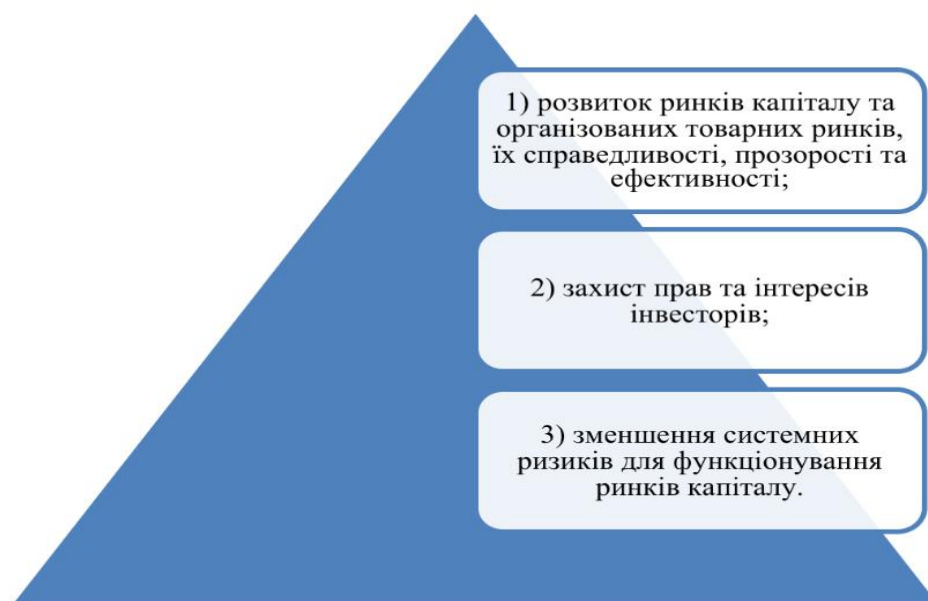 1) розвиток ринків капіталу та
організованих товарних ринків,
їх справедливості, прозорості та
ефективності;
2) захист прав та інтересів
інвесторів;
3) зменшення системних
ризиків для функціонування
ринків капіталу.